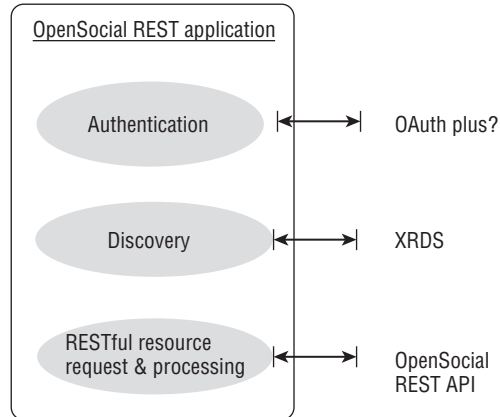 OpenSocial REST application
Authentication
OAuth plus?
Discovery
XRDS
RESTful resource
request & processing
OpenSocial
REST API